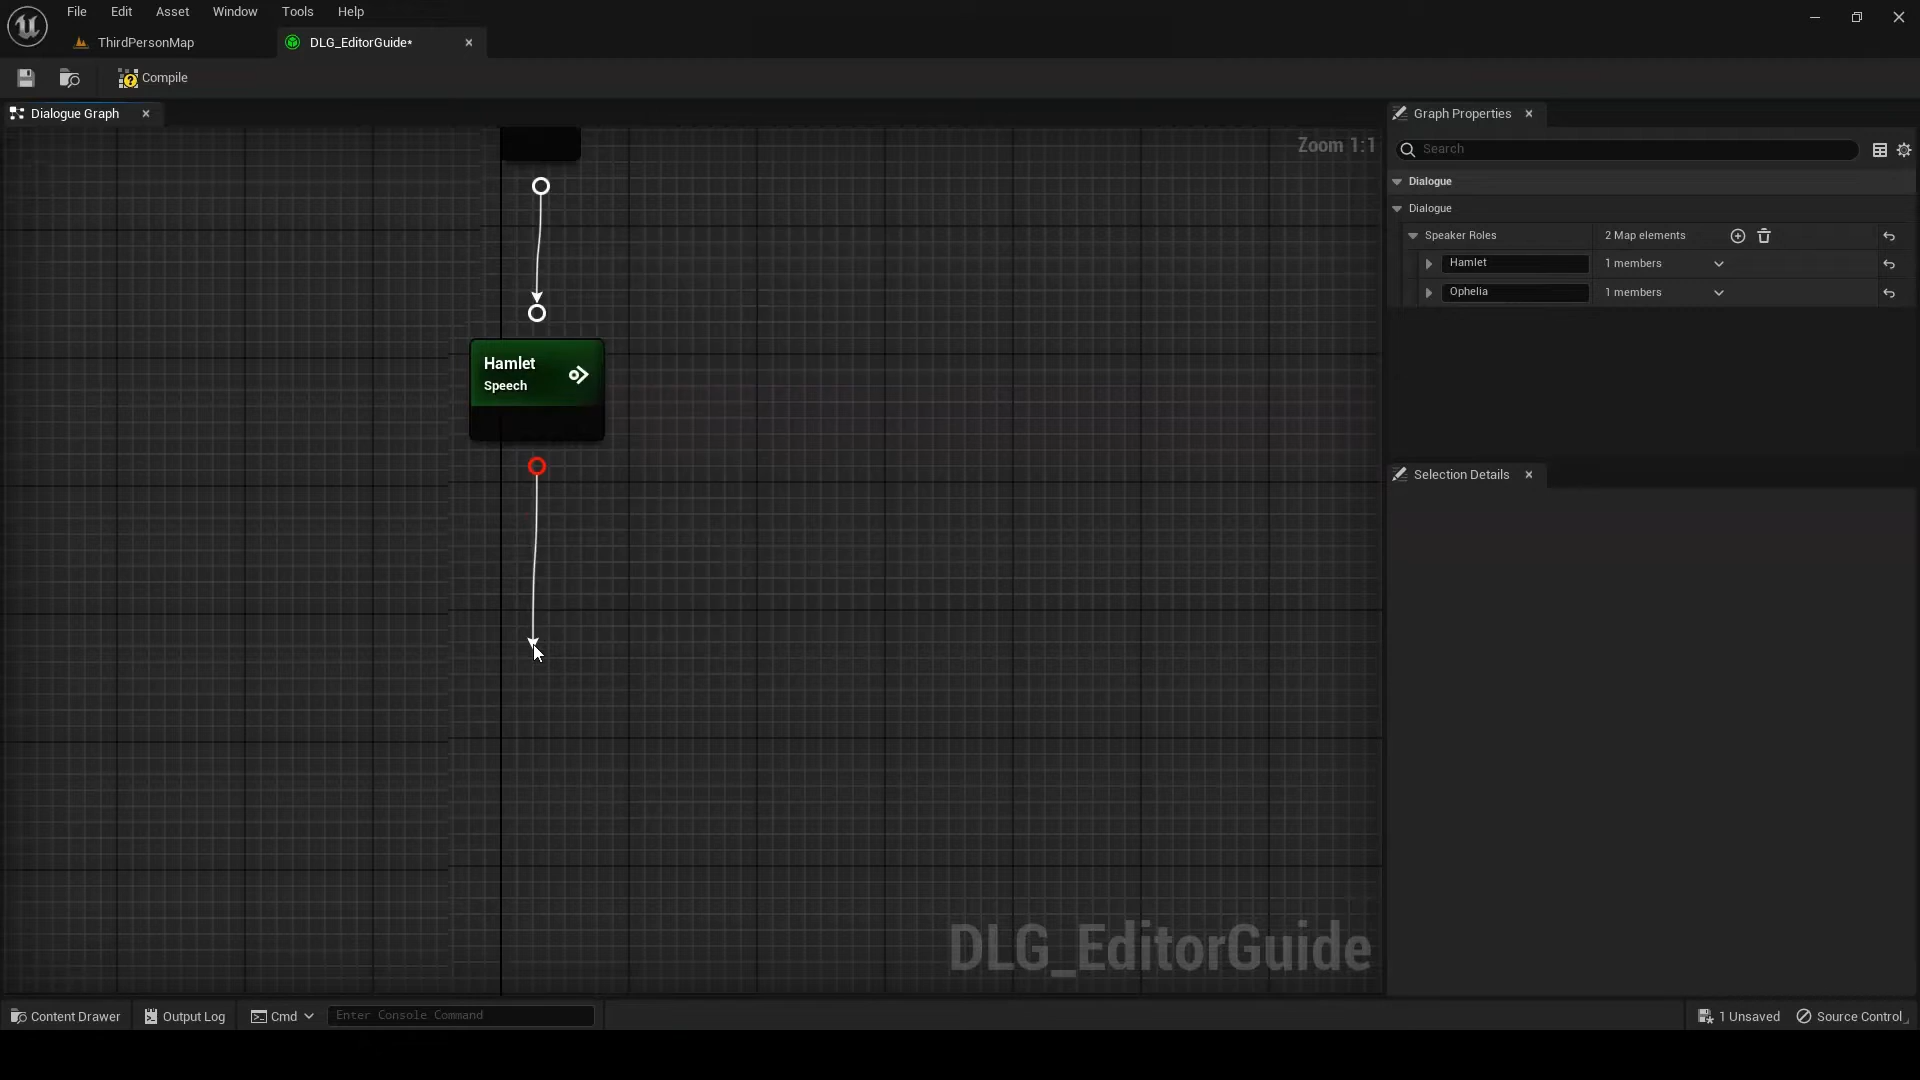 File Edit Asset Window Tools Help
ThirdPersonMap DLG_EditorGuide*
Compile
Dialogue Graph
Zoom 1:1
Hamlet
Speech
DLG_EditorGuide
Graph Properties
Search
Dialogue
Dialogue
Speaker Roles 2 Map elements
Hamlet 1 members
Ophelia 1 members
Selection Details
Content Drawer Output Log Cmd Enter Console Command 1 Unsaved Source Control